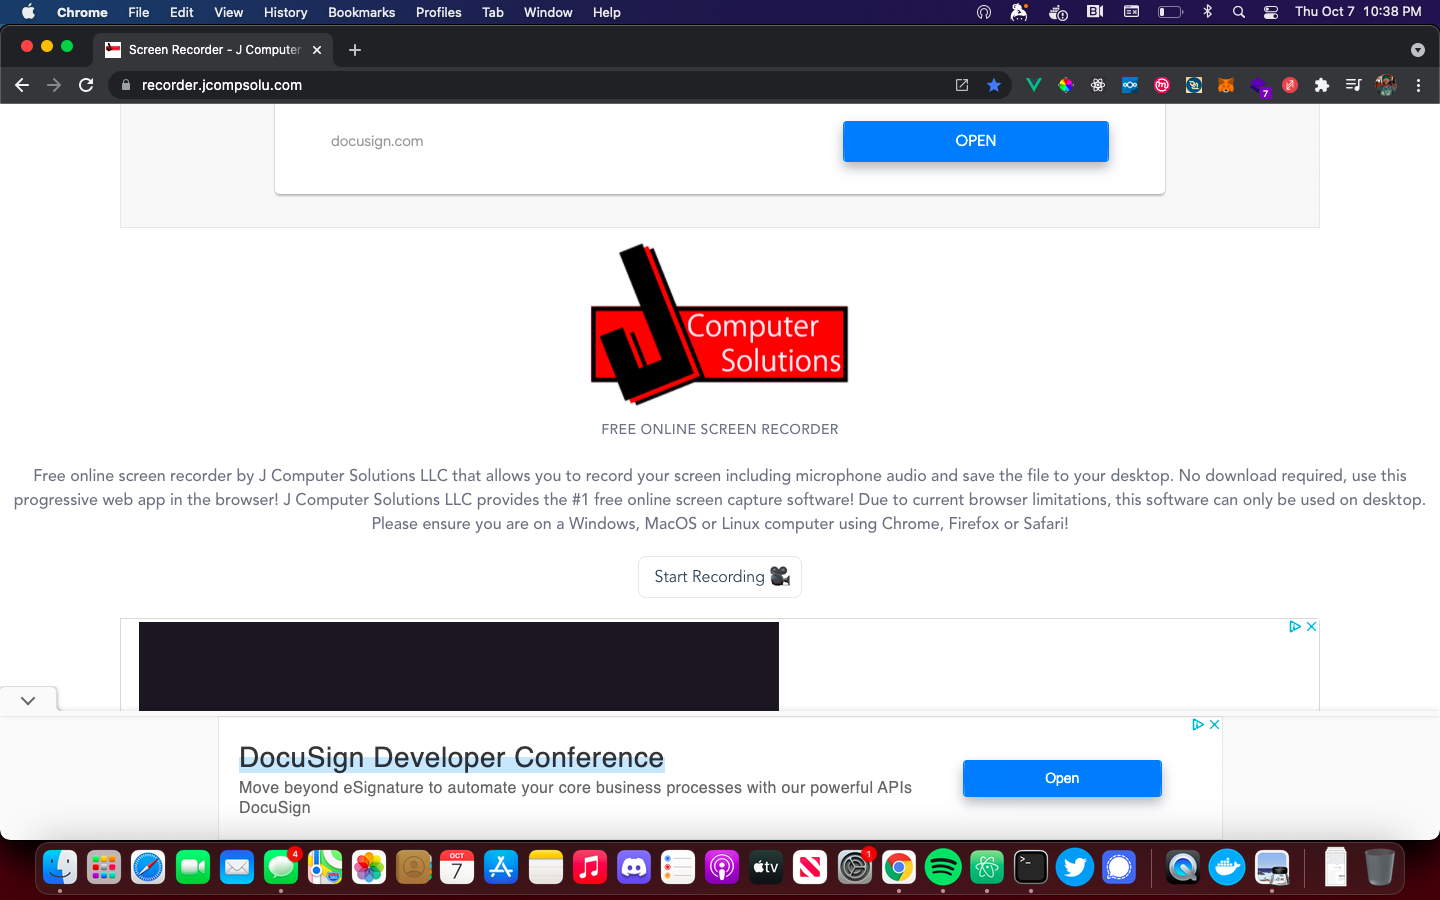 Chrome File Edit View History Bookmarks Profiles Tab Window Help Thu Oct 7 10:38 PM
Screen Recorder - J Computer
recorder.jcompsolu.com
7
docusign.com
OPEN
J Computer
Solutions
FREE ONLINE SCREEN RECORDER
Free online screen recorder by J Computer Solutions LLC that allows you to record your screen including microphone audio and save the file to your desktop. No download required, use this
progressive web app in the browser! J Computer Solutions LLC provides the #1 free online screen capture software! Due to current browser limitations, this software can only be used on desktop.
Please ensure you are on a Windows, MacOS or Linux computer using Chrome, Firefox or Safari!
Start Recording
DocuSign Developer Conference
Move beyond eSignature to automate your core business processes with our powerful APIs
DocuSign
Open
4
OCT
7
tv
1